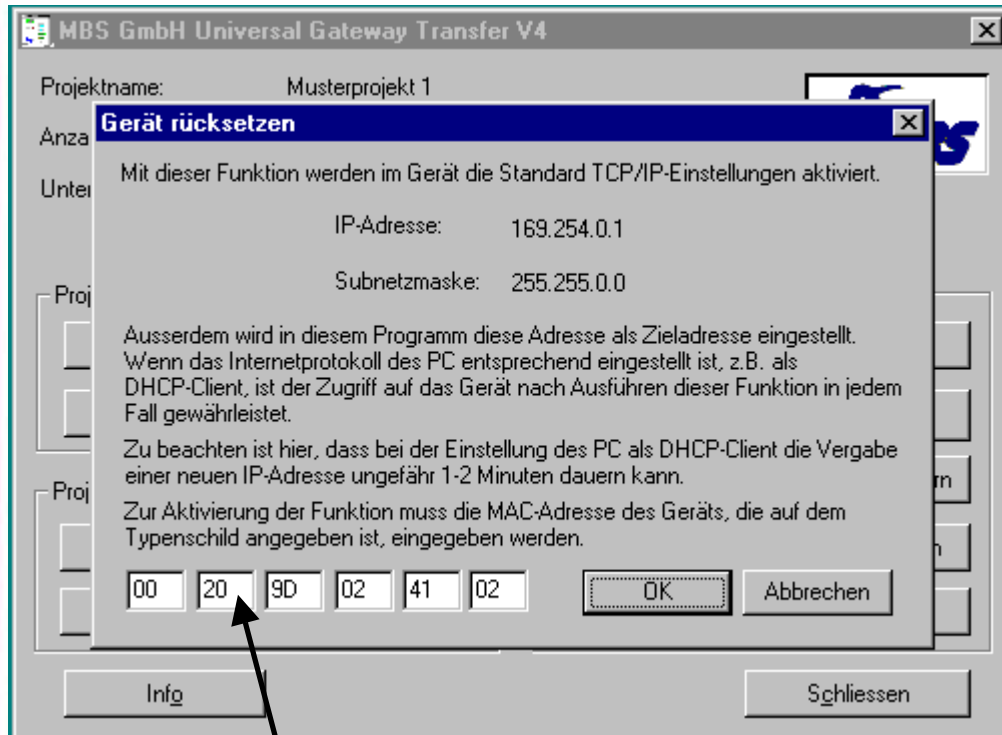 MBS GmbH Universal Gateway Transfer V4
Projektname: Musterprojekt 1
Anza
Gerät rücksetzen
Unter
Mit dieser Funktion werden im Gerät die Standard TCP/IP-Einstellungen aktiviert.
IP-Adresse: 169.254.0.1
Subnetzmaske: 255.255.0.0
Proj
Ausserdem wird in diesem Programm diese Adresse als Zieladresse eingestellt.
Wenn das Internetprotokoll des PC entsprechend eingestellt ist, z.B. als
DHCP-Client, ist der Zugriff auf das Gerät nach Ausführen dieser Funktion in jedem
Fall gewährleistet.
Zu beachten ist hier, dass bei der Einstellung des PC als DHCP-Client die Vergabe
einer neuen IP-Adresse ungefähr 1-2 Minuten dauern kann.
Proj
rn
Zur Aktivierung der Funktion muss die MAC-Adresse des Geräts, die auf dem
Typenschild angegeben ist, eingegeben werden.
n
00 20 9D 02 41 02 OK Abbrechen
Info Schliessen